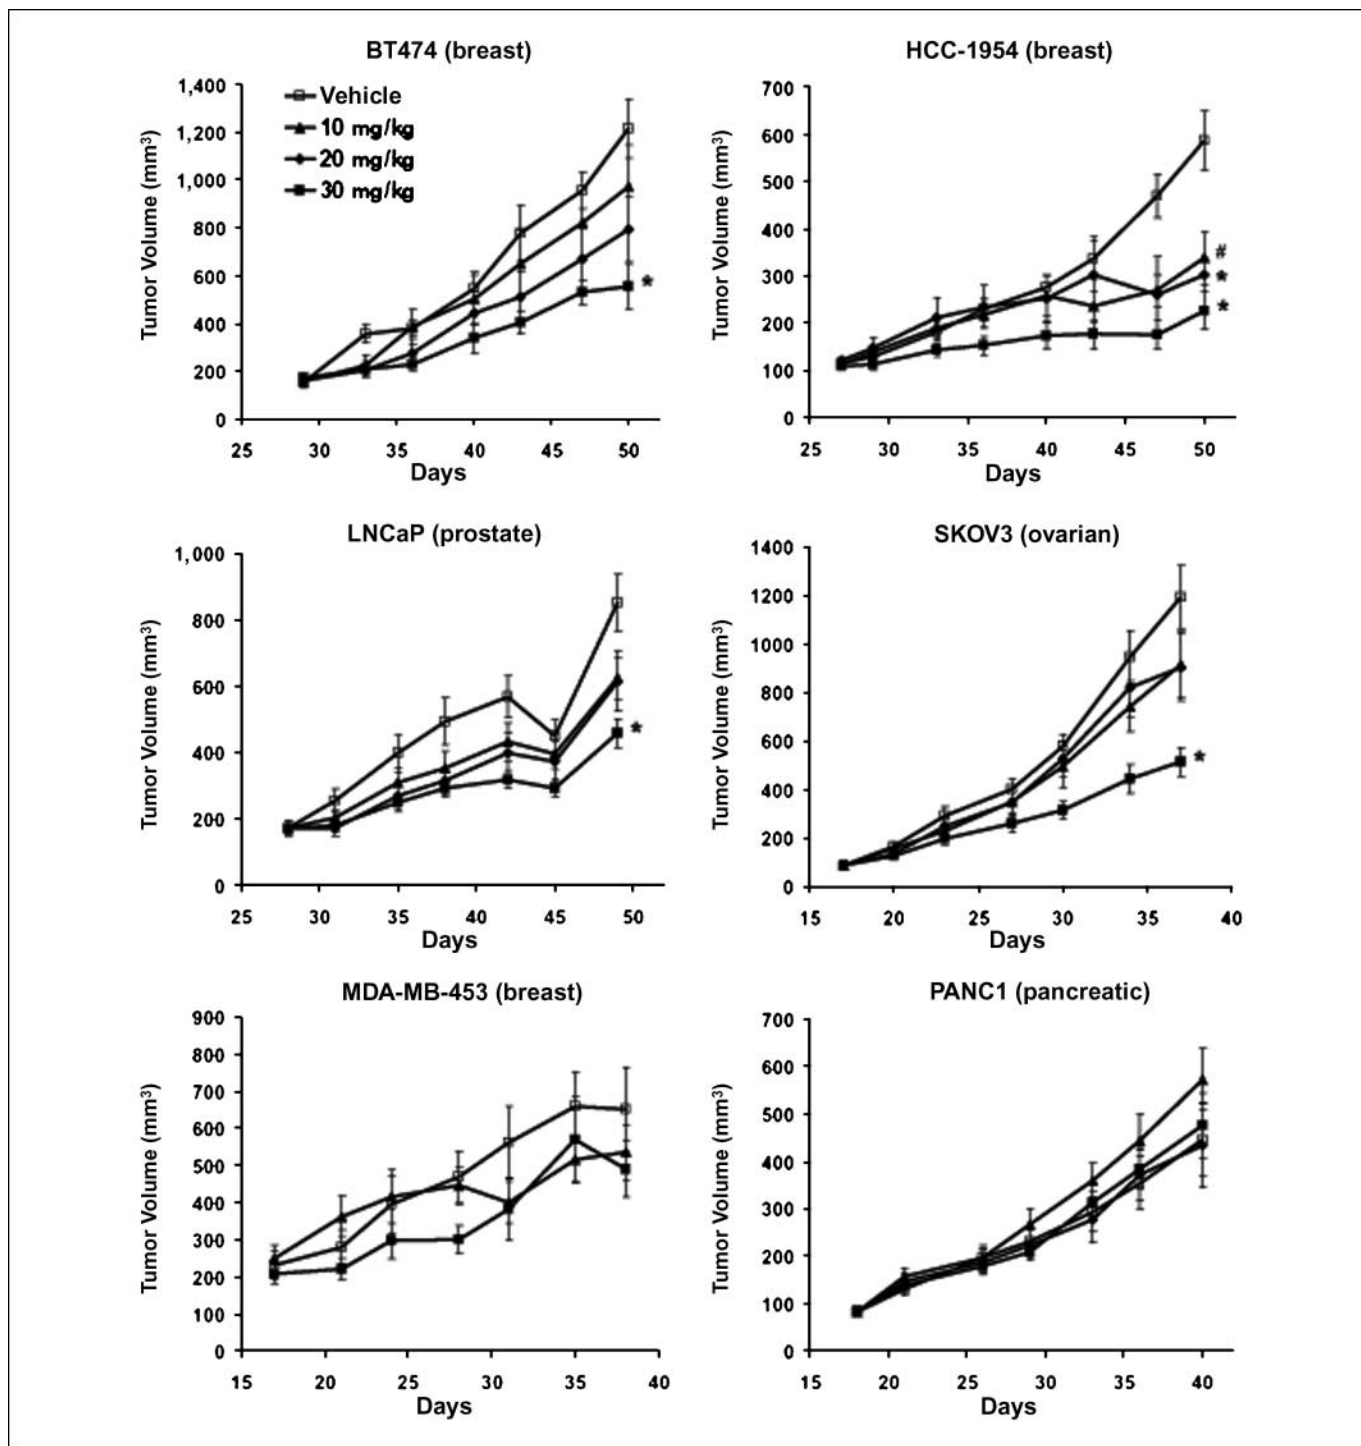 BT474 (breast)
1,400
1,200
1,000
800
600
400
200
0
Tumor Volume (mm³)
Vehicle
10 mg/kg
20 mg/kg
30 mg/kg
*
25 30 35 40 45 50
Days
HCC-1954 (breast)
700
600
500
400
300
200
100
0
Tumor Volume (mm³)
#
*
*
25 30 35 40 45 50
Days
LNCaP (prostate)
1,000
800
600
400
200
0
Tumor Volume (mm³)
*
25 30 35 40 45 50
Days
SKOV3 (ovarian)
1400
1200
1000
800
600
400
200
0
Tumor Volume (mm³)
*
15 20 25 30 35 40
Days
MDA-MB-453 (breast)
900
800
700
600
500
400
300
200
100
0
Tumor Volume (mm³)
15 20 25 30 35 40
Days
PANC1 (pancreatic)
700
600
500
400
300
200
100
0
Tumor Volume (mm³)
15 20 25 30 35 40
Days